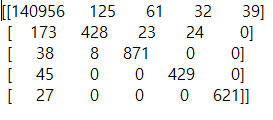 [[140956 125 61 32 39]
[ 173 428 23 24 0]
[ 38 8 871 0 0]
[ 45 0 0 429 0]
[ 27 0 0 0 621]]